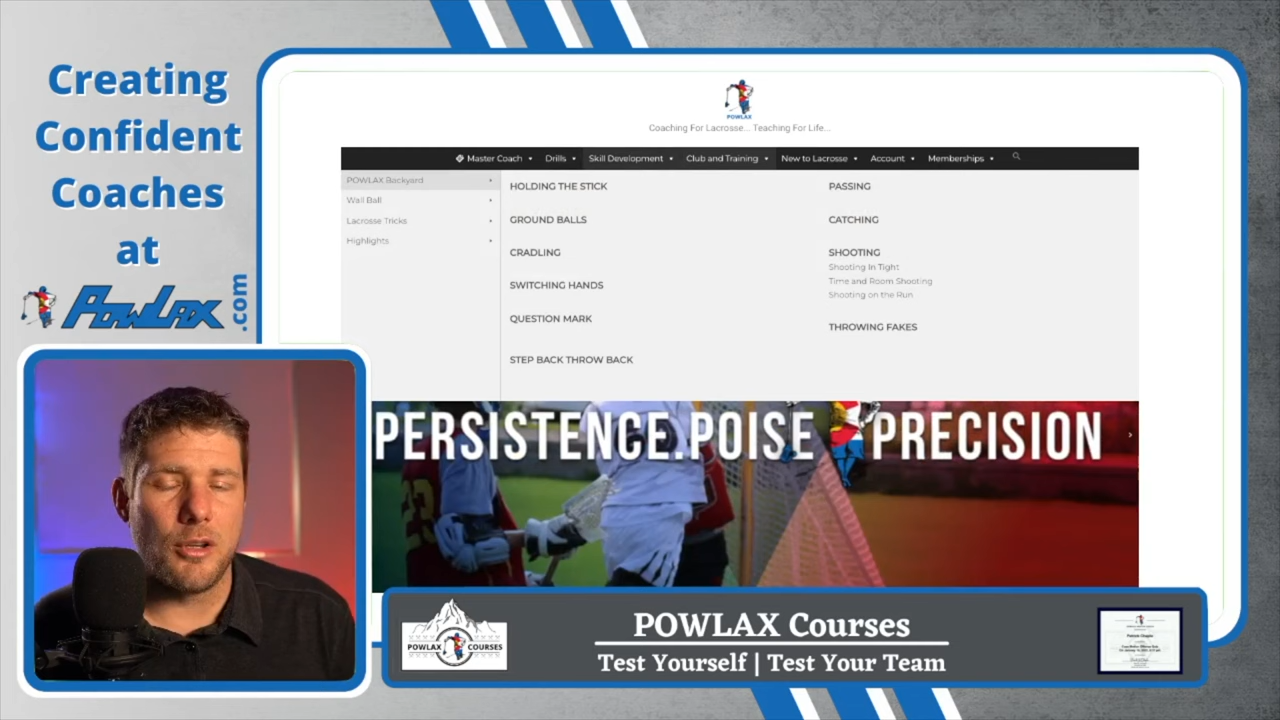 Creating
Confident
Coaches
at
POWLAX
.com
POWLAX
Coaching For Lacrosse... Teaching For Life...
Master Coach
Drills
Skill Development
Club and Training
New to Lacrosse
Account
Memberships
POWLAX Backyard
Wall Ball
Lacrosse Tricks
Highlights
HOLDING THE STICK
GROUND BALLS
CRADLING
SWITCHING HANDS
QUESTION MARK
STEP BACK THROW BACK
PASSING
CATCHING
SHOOTING
Shooting In Tight
Time and Room Shooting
Shooting on the Run
THROWING FAKES
PERSISTENCE.POISE PRECISION
POWLAX COURSES
POWLAX Courses
Test Yourself | Test Your Team